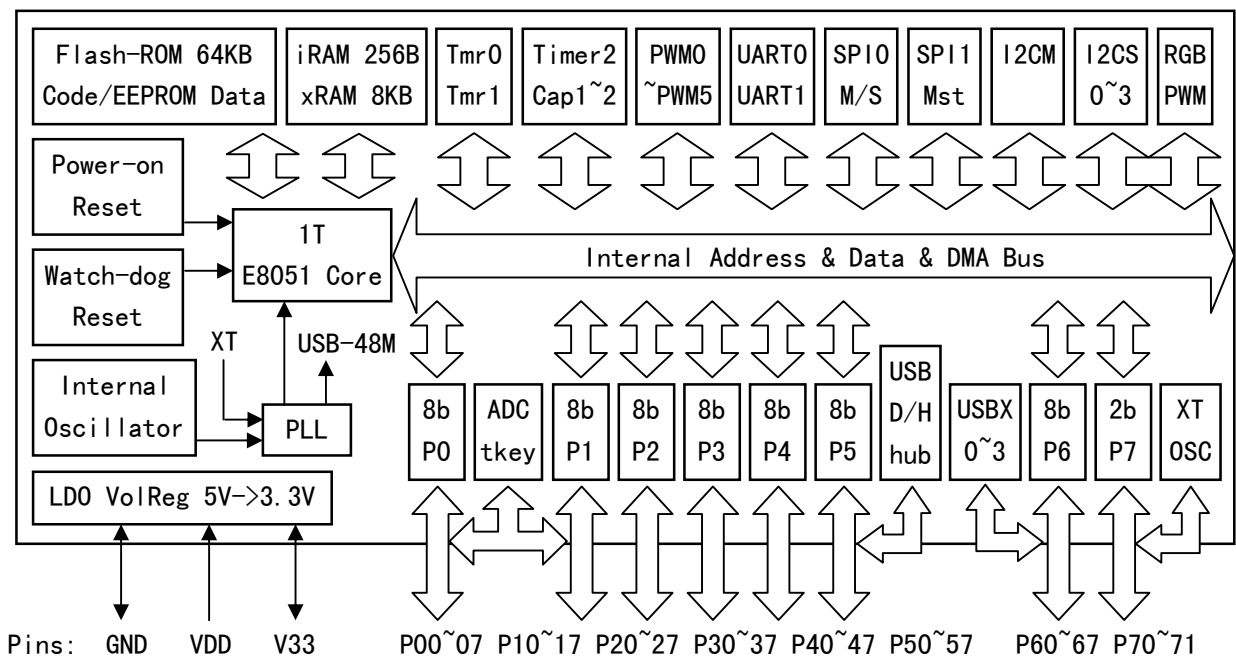 Flash-ROM 64KB
Code/EEPROM Data
iRAM 256B
xRAM 8KB
Tmr0
Tmr1
Timer2
Cap1~2
PWM0
~PWM5
UART0
UART1
SPI0
M/S
SPI1
Mst
I2CM
I2CS
0~3
RGB
PWM
Power-on
Reset
1T
E8051 Core
Internal Address & Data & DMA Bus
Watch-dog
Reset
XT
USB-48M
Internal
Oscillator
PLL
8b
P0
ADC
tkey
8b
P1
8b
P2
8b
P3
8b
P4
8b
P5
USB
D/H
hub
USBX
0~3
8b
P6
2b
P7
XT
OSC
LDO VolReg 5V->3.3V
Pins: GND VDD V33 P00~07 P10~17 P20~27 P30~37 P40~47 P50~57 P60~67 P70~71